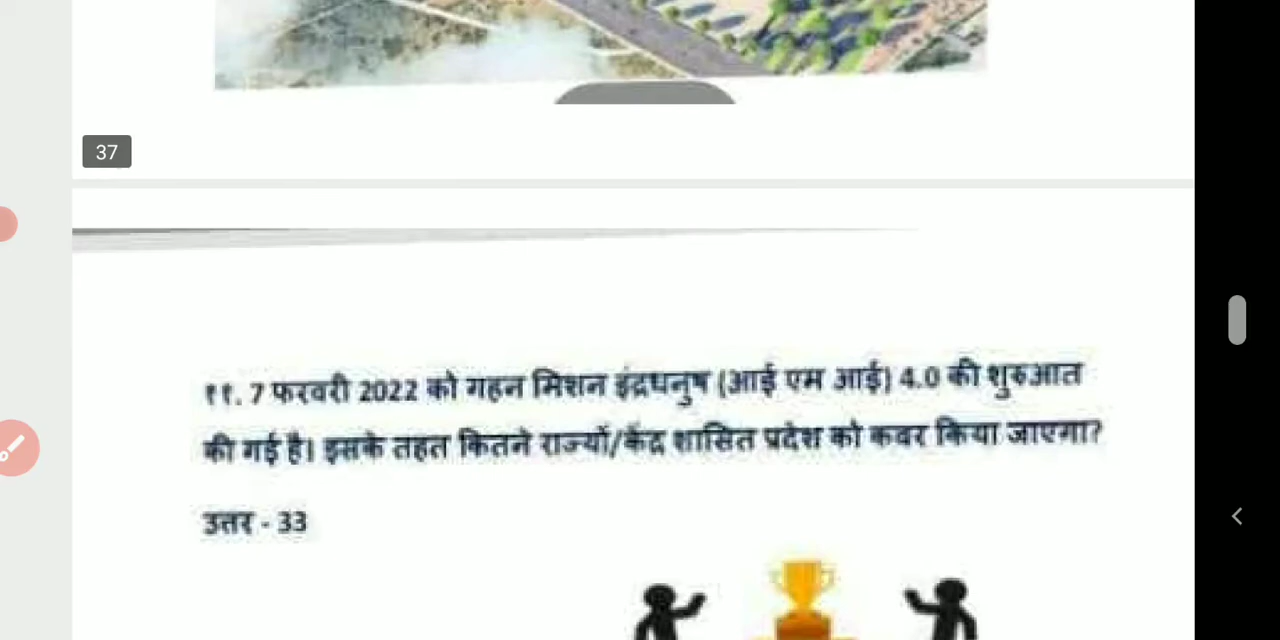 37
११. 7 फरवरी 2022 को गहन मिशन इंद्रधनुष (आई एम आई) 4.0 की शुरुआत
की गई है। इसके तहत कितने राज्यों/केंद्र शासित प्रदेश को कवर किया जाएगा?
उत्तर - 33